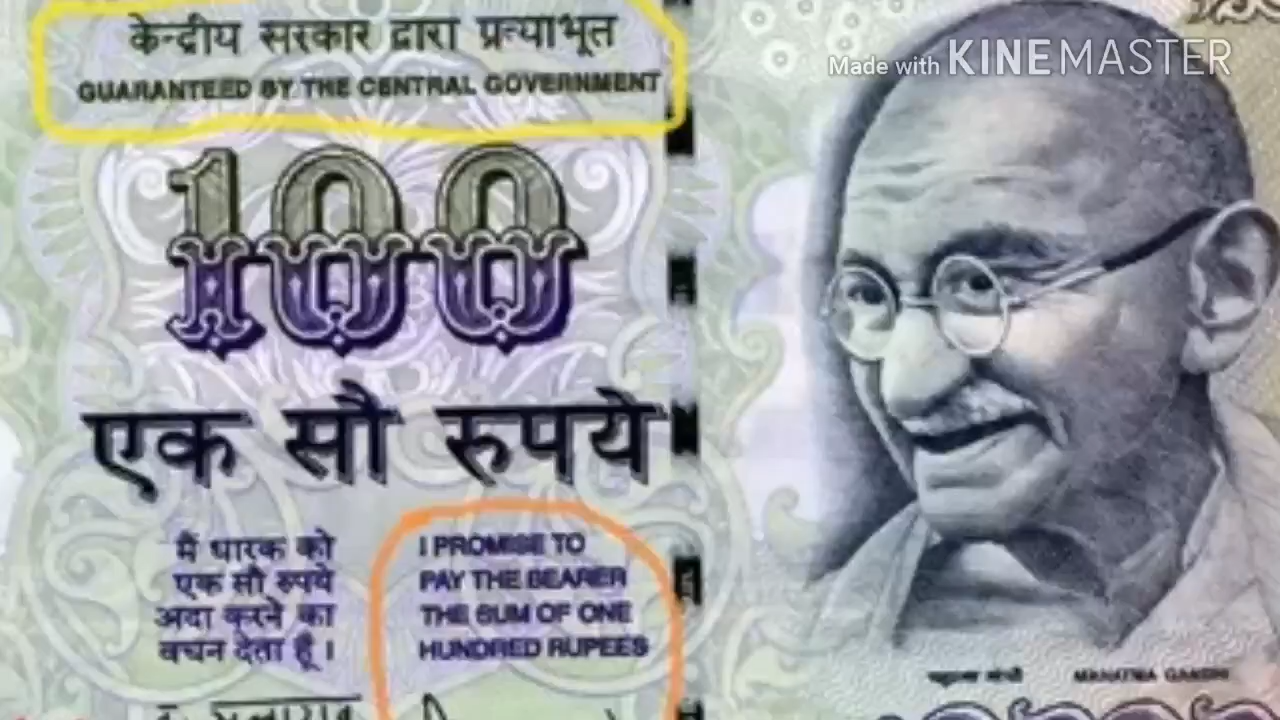 केन्द्रीय सरकार द्वारा प्रत्याभूत
GUARANTEED BY THE CENTRAL GOVERNMENT
Made with KINEMASTER
100
एक सौ रुपये
मैं धारक को
एक सौ रुपये
अदा करने का
वचन देता हूँ ।
I PROMISE TO
PAY THE BEARER
THE SUM OF ONE
HUNDRED RUPEES
महात्मा गांधी MAHATMA GANDHI